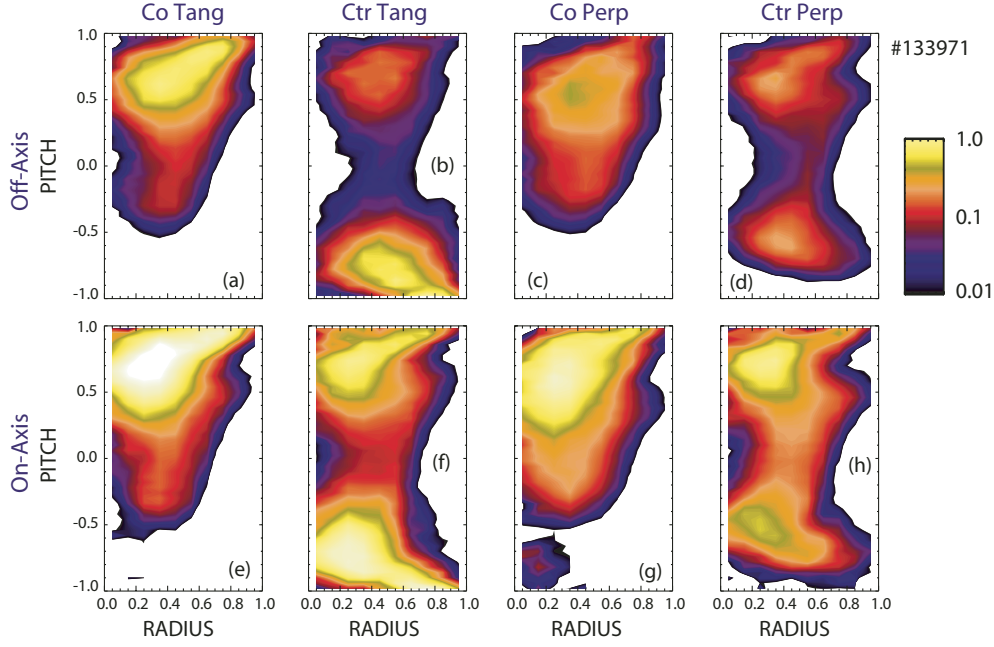 Co Tang Ctr Tang Co Perp Ctr Perp
#133971
Off-Axis
PITCH
1.0
0.5
0.0
-0.5
-1.0
(a)
(b)
(c)
(d)
1.0
0.1
0.01
On-Axis
PITCH
1.0
0.5
0.0
-0.5
-1.0
(e)
(f)
(g)
(h)
0.0 0.2 0.4 0.6 0.8 1.0
0.0 0.2 0.4 0.6 0.8 1.0
0.0 0.2 0.4 0.6 0.8 1.0
0.0 0.2 0.4 0.6 0.8 1.0
RADIUS RADIUS RADIUS RADIUS